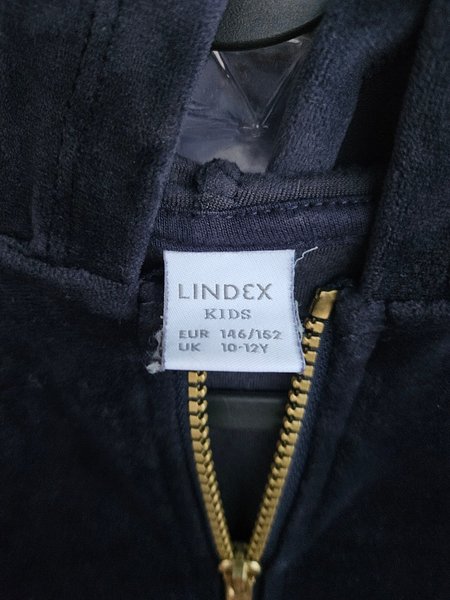 LINDEX
KIDS
EUR 146/152
UK 10-12Y